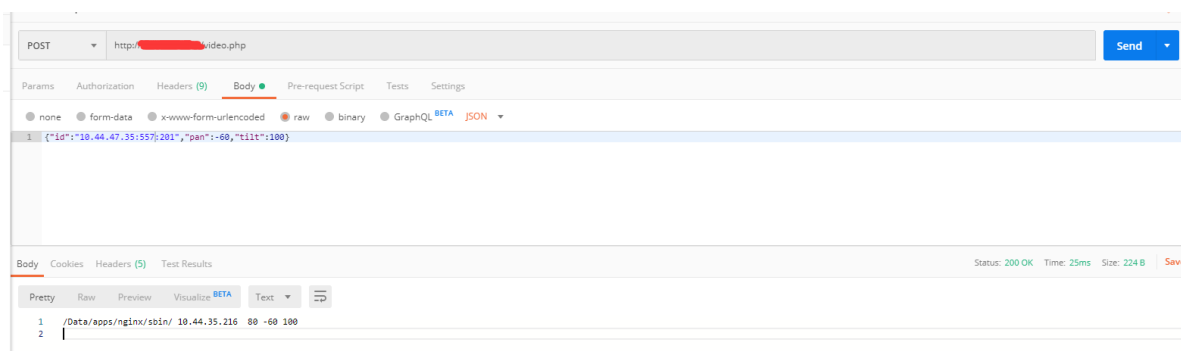 POST http:/ video.php Send
Params Authorization Headers (9) Body Pre-request Script Tests Settings
none form-data x-www-form-urlencoded raw binary GraphQL BETA JSON
1 {"id":"10.44.47.35:557:201","pan":-60,"tilt":100}
Body Cookies Headers (5) Test Results Status: 200 OK Time: 25ms Size: 224 B Save
Pretty Raw Preview Visualize BETA Text
1 /Data/apps/nginx/sbin/ 10.44.35.216 80 -60 100
2